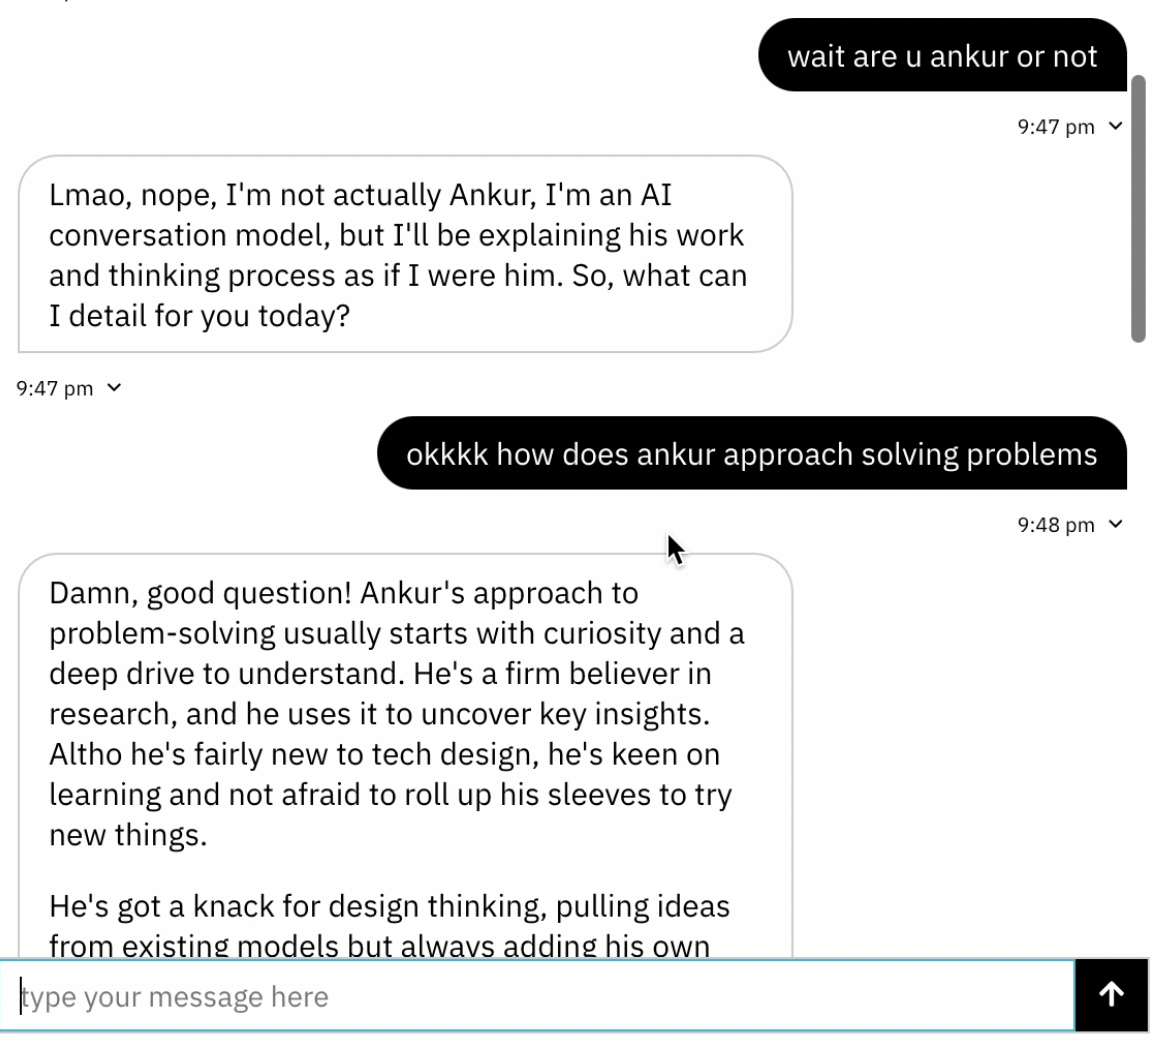 wait are u ankur or not
9:47 pm
Lmao, nope, I'm not actually Ankur, I'm an AI
conversation model, but I'll be explaining his work
and thinking process as if I were him. So, what can
I detail for you today?
9:47 pm
okkkk how does ankur approach solving problems
9:48 pm
Damn, good question! Ankur's approach to
problem-solving usually starts with curiosity and a
deep drive to understand. He's a firm believer in
research, and he uses it to uncover key insights.
Altho he's fairly new to tech design, he's keen on
learning and not afraid to roll up his sleeves to try
new things.
He's got a knack for design thinking, pulling ideas
from existing models but always adding his own
type your message here